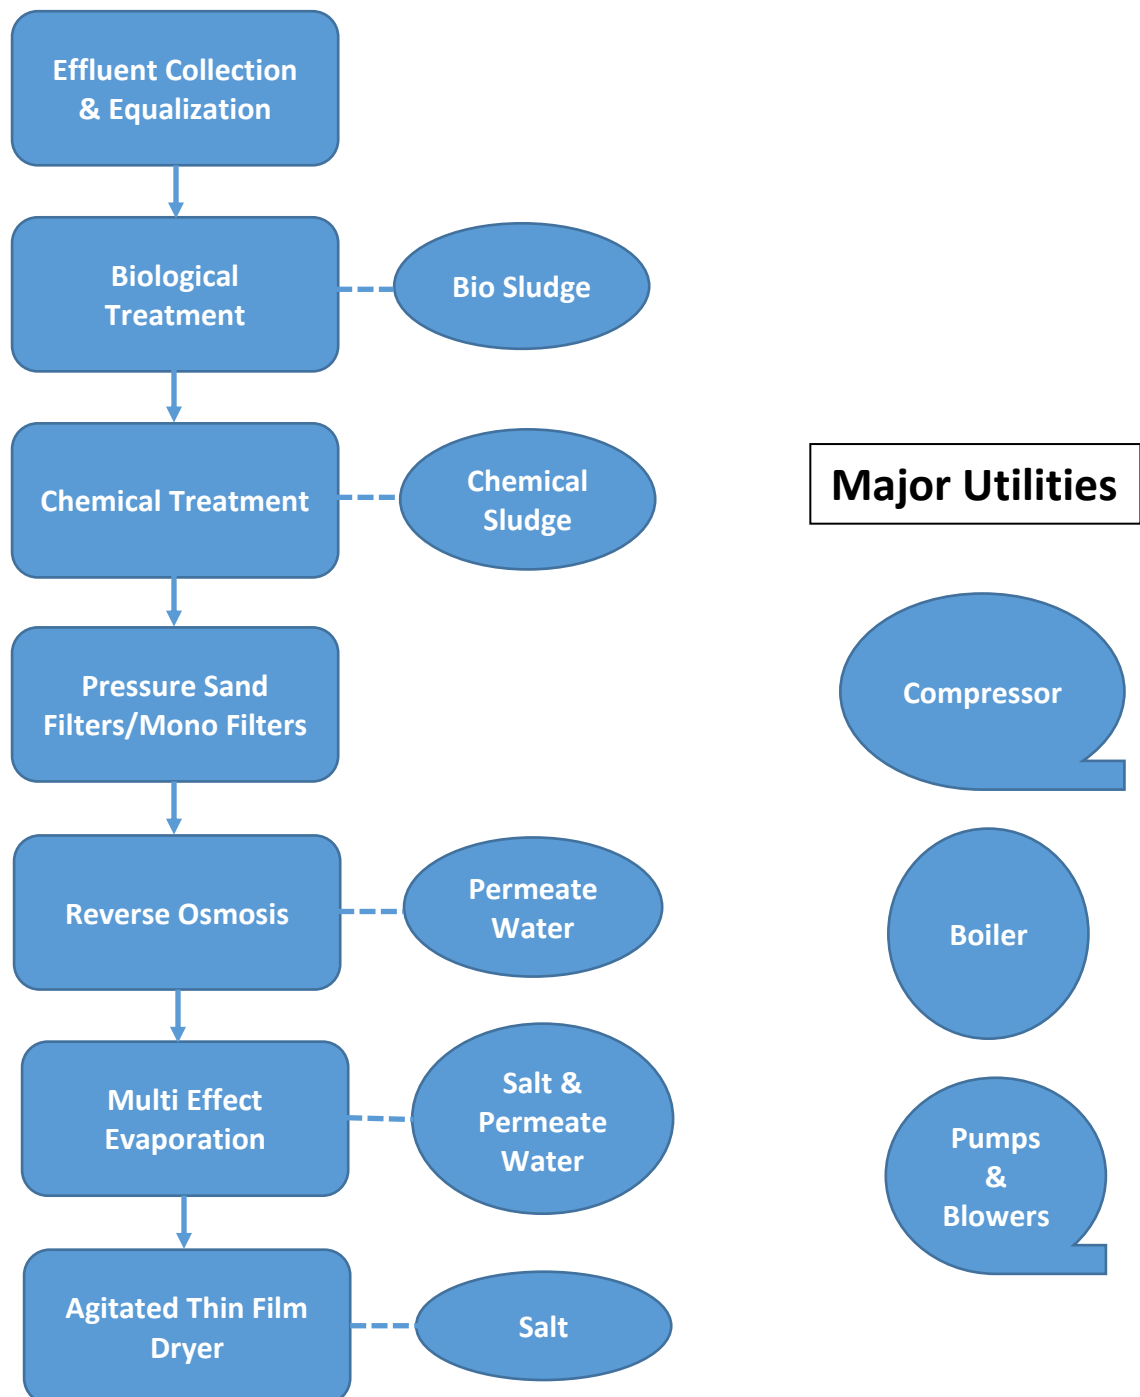 Effluent Collection
& Equalization
Biological
Treatment
Bio Sludge
Chemical Treatment
Chemical
Sludge
Pressure Sand
Filters/Mono Filters
Reverse Osmosis
Permeate
Water
Multi Effect
Evaporation
Salt &
Permeate
Water
Agitated Thin Film
Dryer
Salt
Major Utilities
Compressor
Boiler
Pumps
&
Blowers